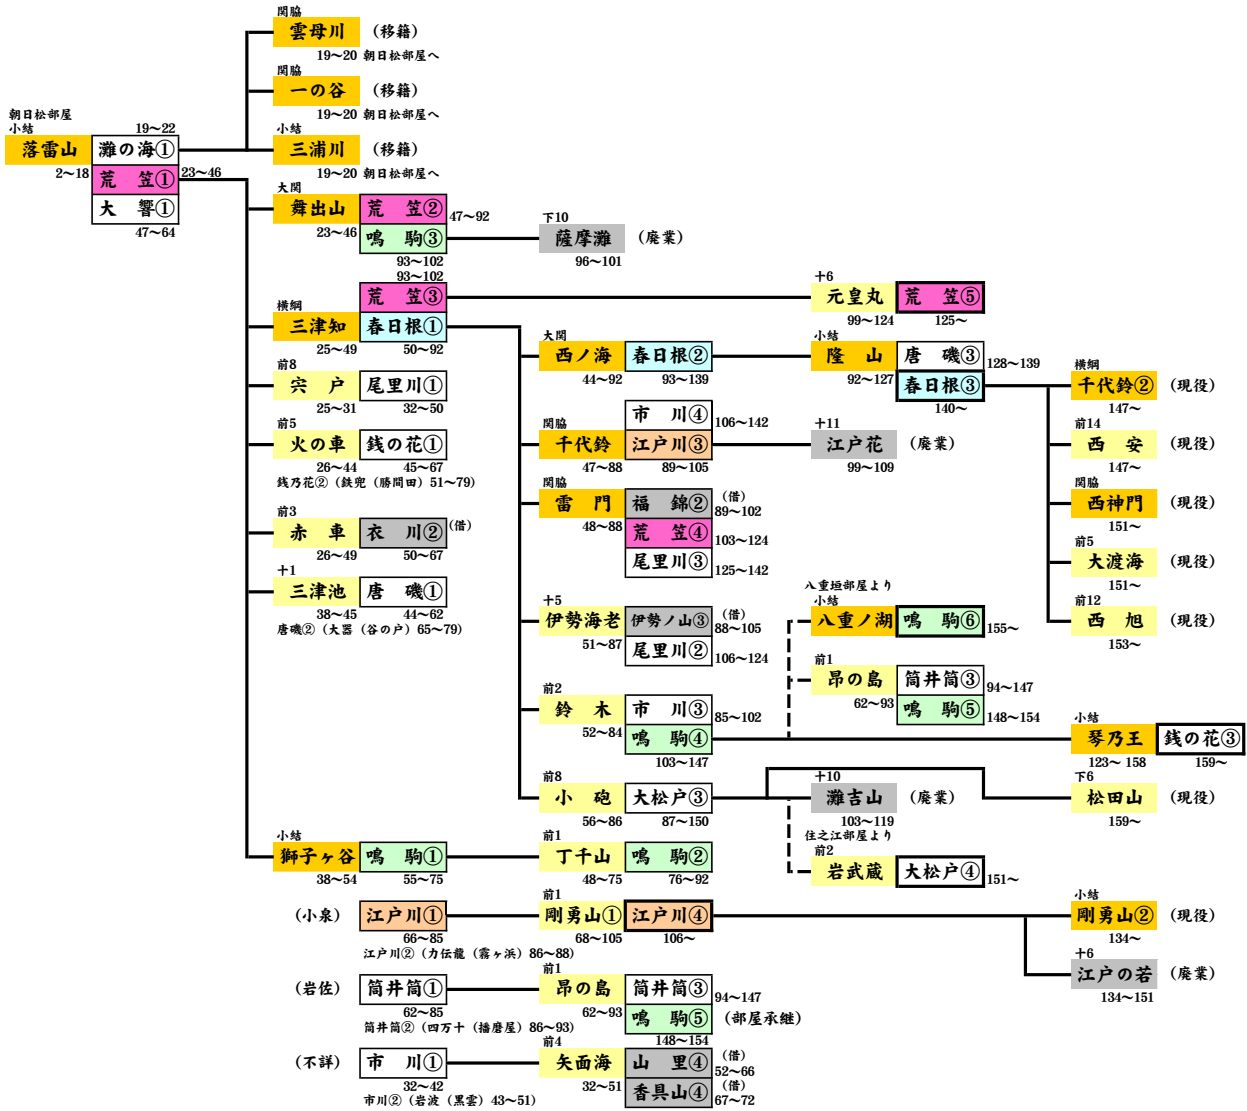 関脇
雲母川 (移籍)
19〜20 朝日松部屋へ
関脇
一の谷 (移籍)
19〜20 朝日松部屋へ
朝日松部屋
小結
落雷山 灘の海① 19〜22
2〜18 荒 笠① 23〜46
大 響①
47〜64
小結
三浦川 (移籍)
19〜20 朝日松部屋へ
大関
舞出山 荒 笠② 47〜92
23〜46 鳴 駒③
93〜102
下10
薩摩灘 (廃業)
96〜101
93〜102
荒 笠③
横綱
三津知 春日根①
25〜49 50〜92
十6
元皇丸 荒 笠⑤
99〜124 125〜
大関
西ノ海 春日根②
44〜92 93〜139
小結
隆 山 唐 磯③ 128〜139
92〜127 春日根③
140〜
横綱
千代鈴② (現役)
147〜
前8
宍 戸 尾里川①
25〜31 32〜50
前5
火の車 銭の花①
26〜44 45〜67
銭乃花② (鉄兜 (勝間田) 51〜79)
市 川④ 106〜142
関脇
千代鈴 江戸川③
47〜88 89〜105
十11
江戸花 (廃業)
99〜109
前14
西 安 (現役)
147〜
関脇
雷 門 福 錦② (借)
48〜88 89〜102
荒 笠④ 103〜124
尾里川③ 125〜142
関脇
西神門 (現役)
151〜
前3
赤 車 衣 川② (借)
26〜49 50〜67
前5
大渡海 (現役)
151〜
十1
三津池 唐 磯①
38〜45 44〜62
唐磯② (大器 (谷の戸) 65〜79)
十5
伊勢海老 伊勢ノ山③ (借)
51〜87 88〜105
尾里川② 106〜124
八重垣部屋より
小結
八重ノ湖 鳴 駒⑥ 155〜
前12
西 旭 (現役)
153〜
前1
昂の島 筒井筒③ 94〜147
62〜93 鳴 駒⑤ 148〜154
前2
鈴 木 市 川③ 85〜102
52〜84 鳴 駒④
103〜147
小結
琴乃王 銭の花③
123〜 158 159〜
前8
小 砲 大松戸③
56〜86 87〜150
十10
灘吉山 (廃業)
103〜119
下6
松田山 (現役)
159〜
住之江部屋より
前2
岩武蔵 大松戸④ 151〜
小結
獅子ヶ谷 鳴 駒①
38〜54 55〜75
前1
丁千山 鳴 駒②
48〜75 76〜92
(小泉) 江戸川①
66〜85
江戸川② (力伝龍 (霧ヶ浜) 86〜88)
前1
剛勇山① 江戸川④
68〜105 106〜
小結
剛勇山② (現役)
134〜
十6
江戸の若 (廃業)
134〜151
(岩佐) 筒井筒①
62〜85
筒井筒② (四万十 (播磨屋) 86〜93)
前1
昂の島 筒井筒③ 94〜147
62〜93 鳴 駒⑤ (部屋承継)
148〜154
(不詳) 市 川①
32〜42
市川② (岩波 (黒雲) 43〜51)
前4
矢面海 山 里④ (借)
32〜51 52〜66
香具山④ (借)
67〜72